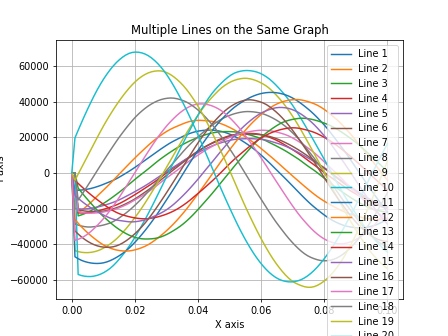 Multiple Lines on the Same Graph
60000
40000
20000
0
−20000
−40000
−60000
axis
0.00
0.02
0.04
0.06
X axis
Line 1
Line 2
Line 3
Line 4
Line 5
Line 6
Line 7
Line 8
Line 9
Line 10
Line 11
Line 12
Line 13
Line 14
Line 15
Line 16
Line 17
Line 18
Line 19
Line 20